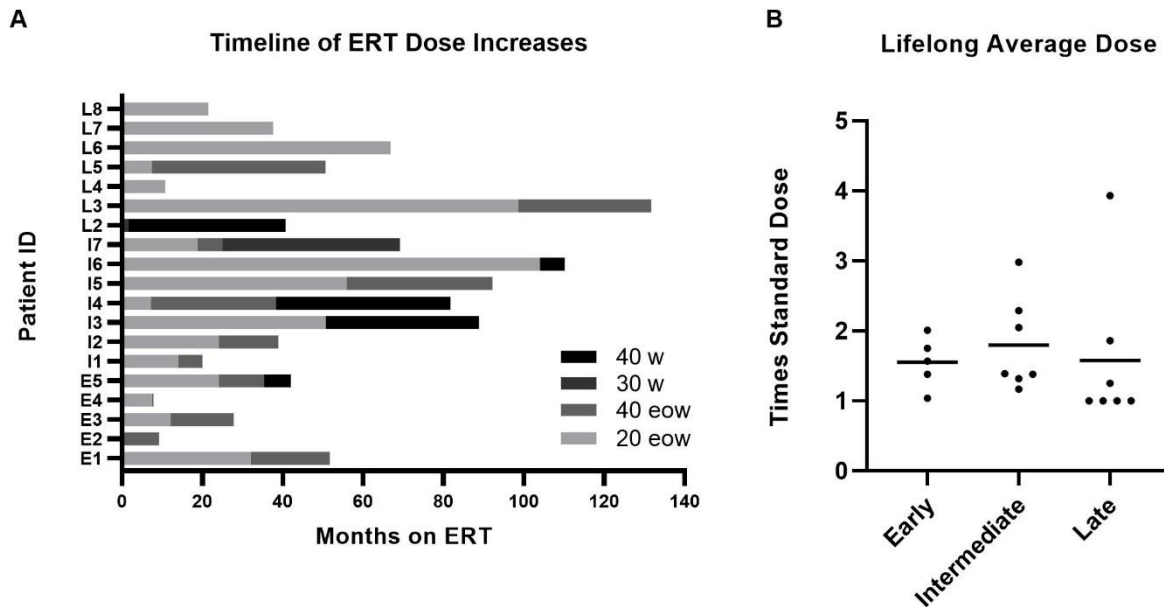 A
Timeline of ERT Dose Increases
Patient ID
L8
L7
L6
L5
L4
L3
L2
I7
I6
I5
I4
I3
I2
I1
E5
E4
E3
E2
E1
40 w
30 w
40 eow
20 eow
0 20 40 60 80 100 120 140
Months on ERT
B
Lifelong Average Dose
Times Standard Dose
5
4
3
2
1
0
Early
Intermediate
Late